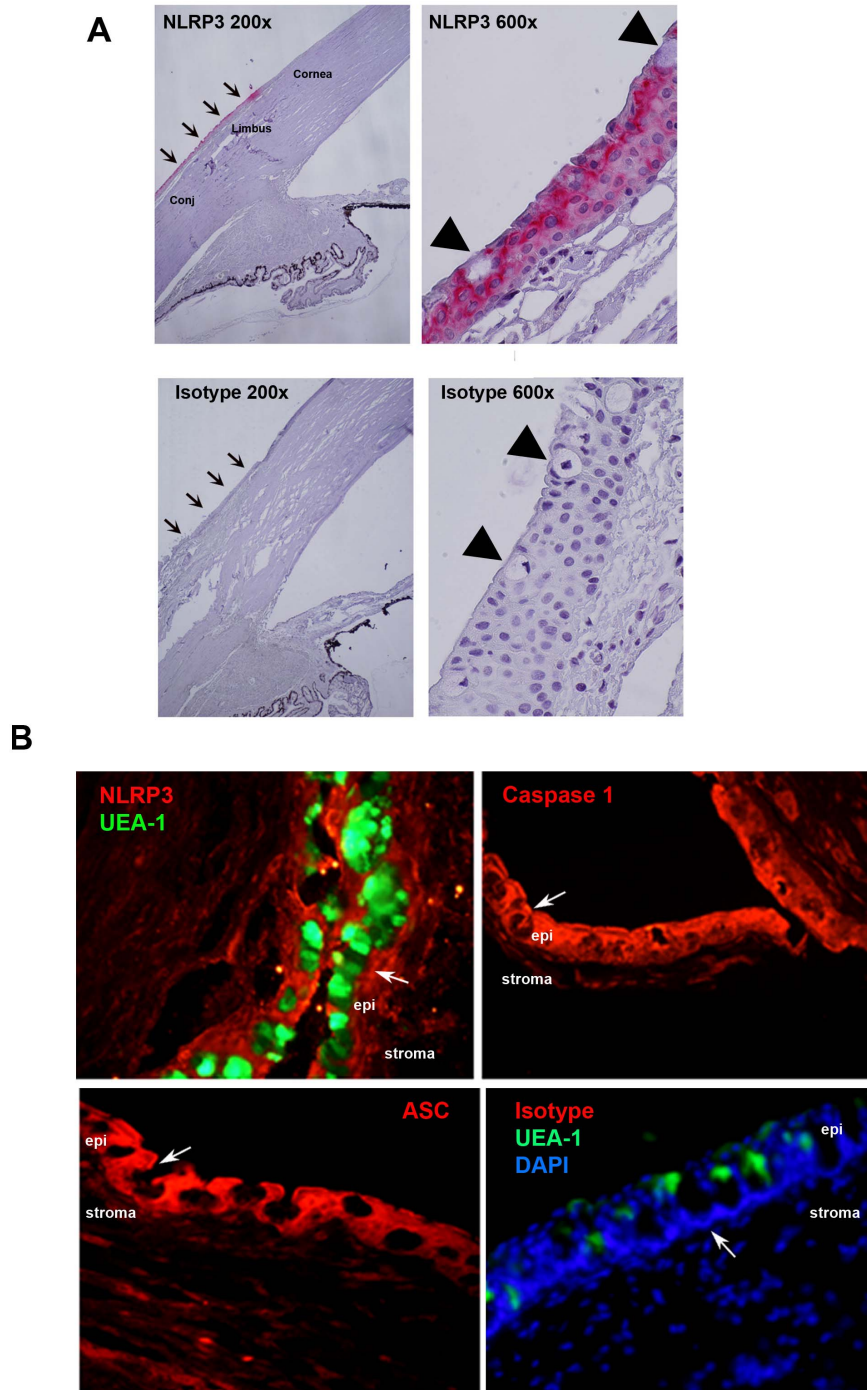 A
NLRP3 200x
Cornea
Limbus
Conj
NLRP3 600x
Isotype 200x
Isotype 600x
B
NLRP3
UEA-1
epi
stroma
Caspase 1
epi
stroma
ASC
epi
stroma
Isotype
UEA-1
DAPI
epi
stroma